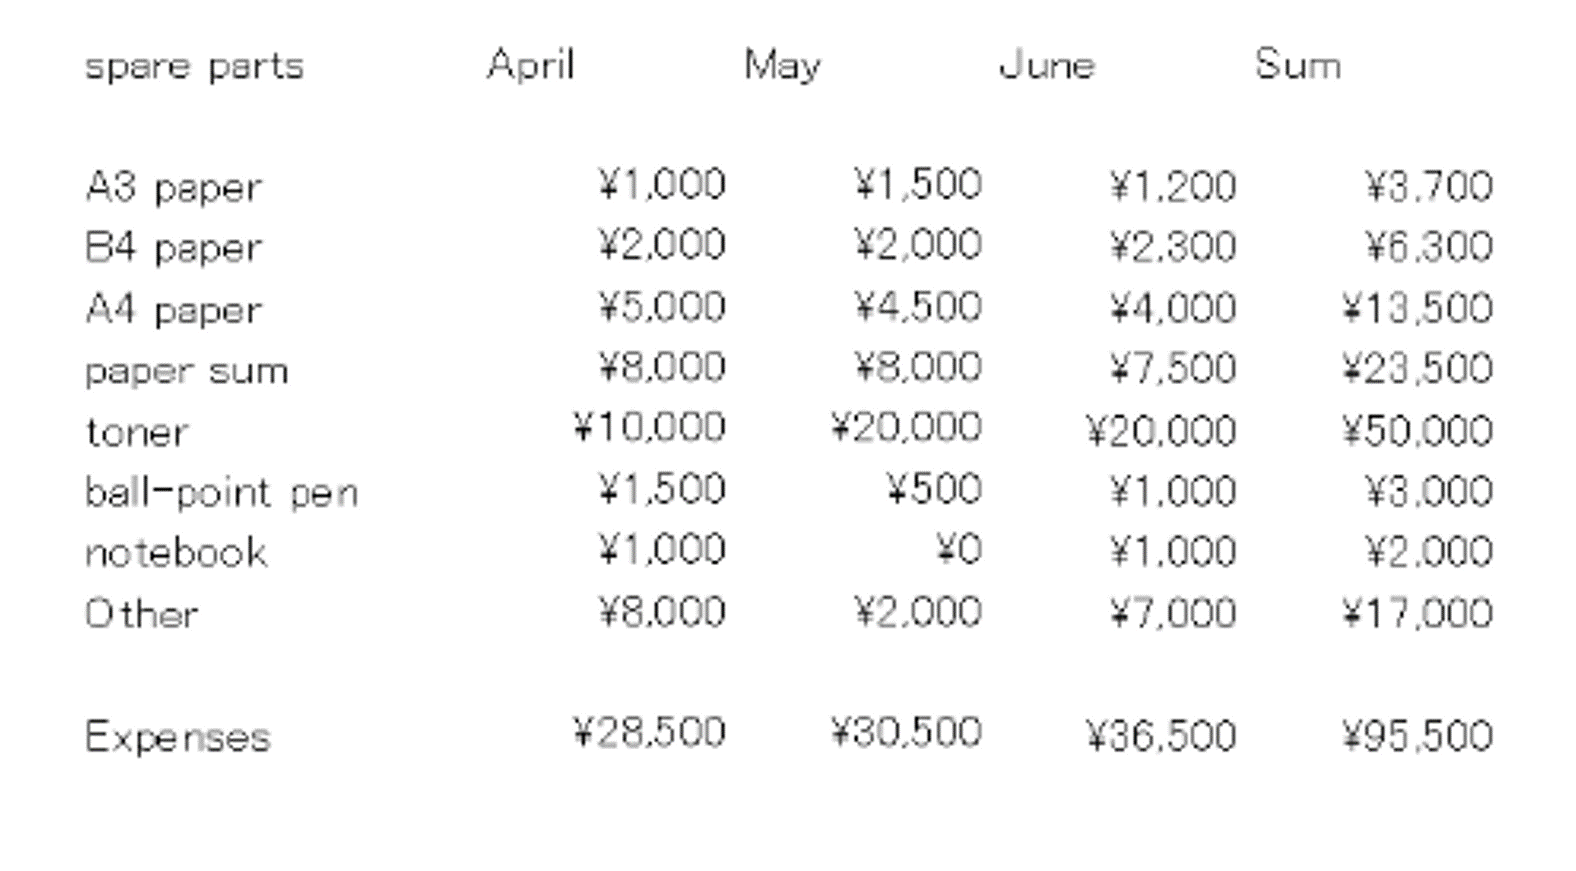 spare parts April May June Sum
A3 paper ¥1,000 ¥1,500 ¥1,200 ¥3,700
B4 paper ¥2,000 ¥2,000 ¥2,300 ¥6,300
A4 paper ¥5,000 ¥4,500 ¥4,000 ¥13,500
paper sum ¥8,000 ¥8,000 ¥7,500 ¥23,500
toner ¥10,000 ¥20,000 ¥20,000 ¥50,000
ball-point pen ¥1,500 ¥500 ¥1,000 ¥3,000
notebook ¥1,000 ¥0 ¥1,000 ¥2,000
Other ¥8,000 ¥2,000 ¥7,000 ¥17,000
Expenses ¥28,500 ¥30,500 ¥36,500 ¥95,500